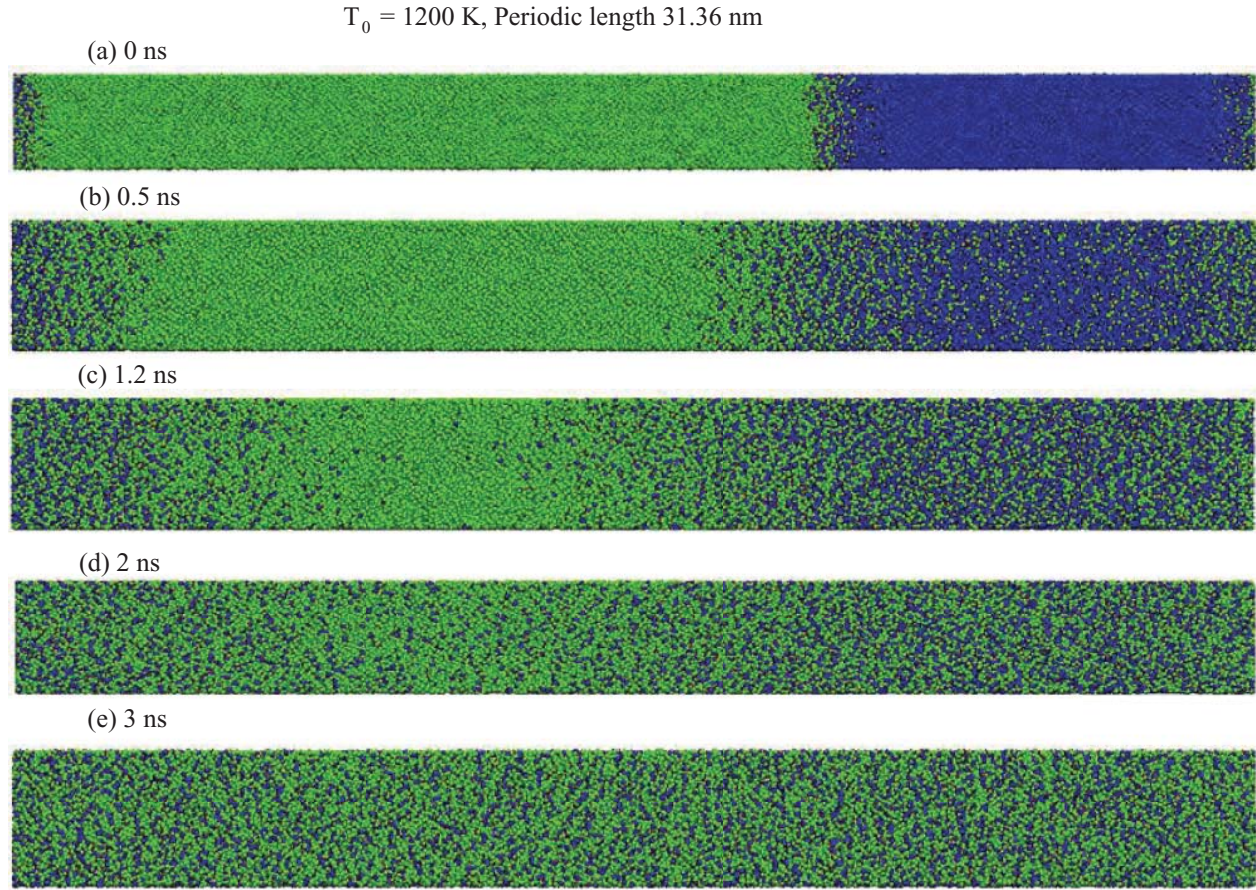 T₀ = 1200 K, Periodic length 31.36 nm
(a) 0 ns
(b) 0.5 ns
(c) 1.2 ns
(d) 2 ns
(e) 3 ns